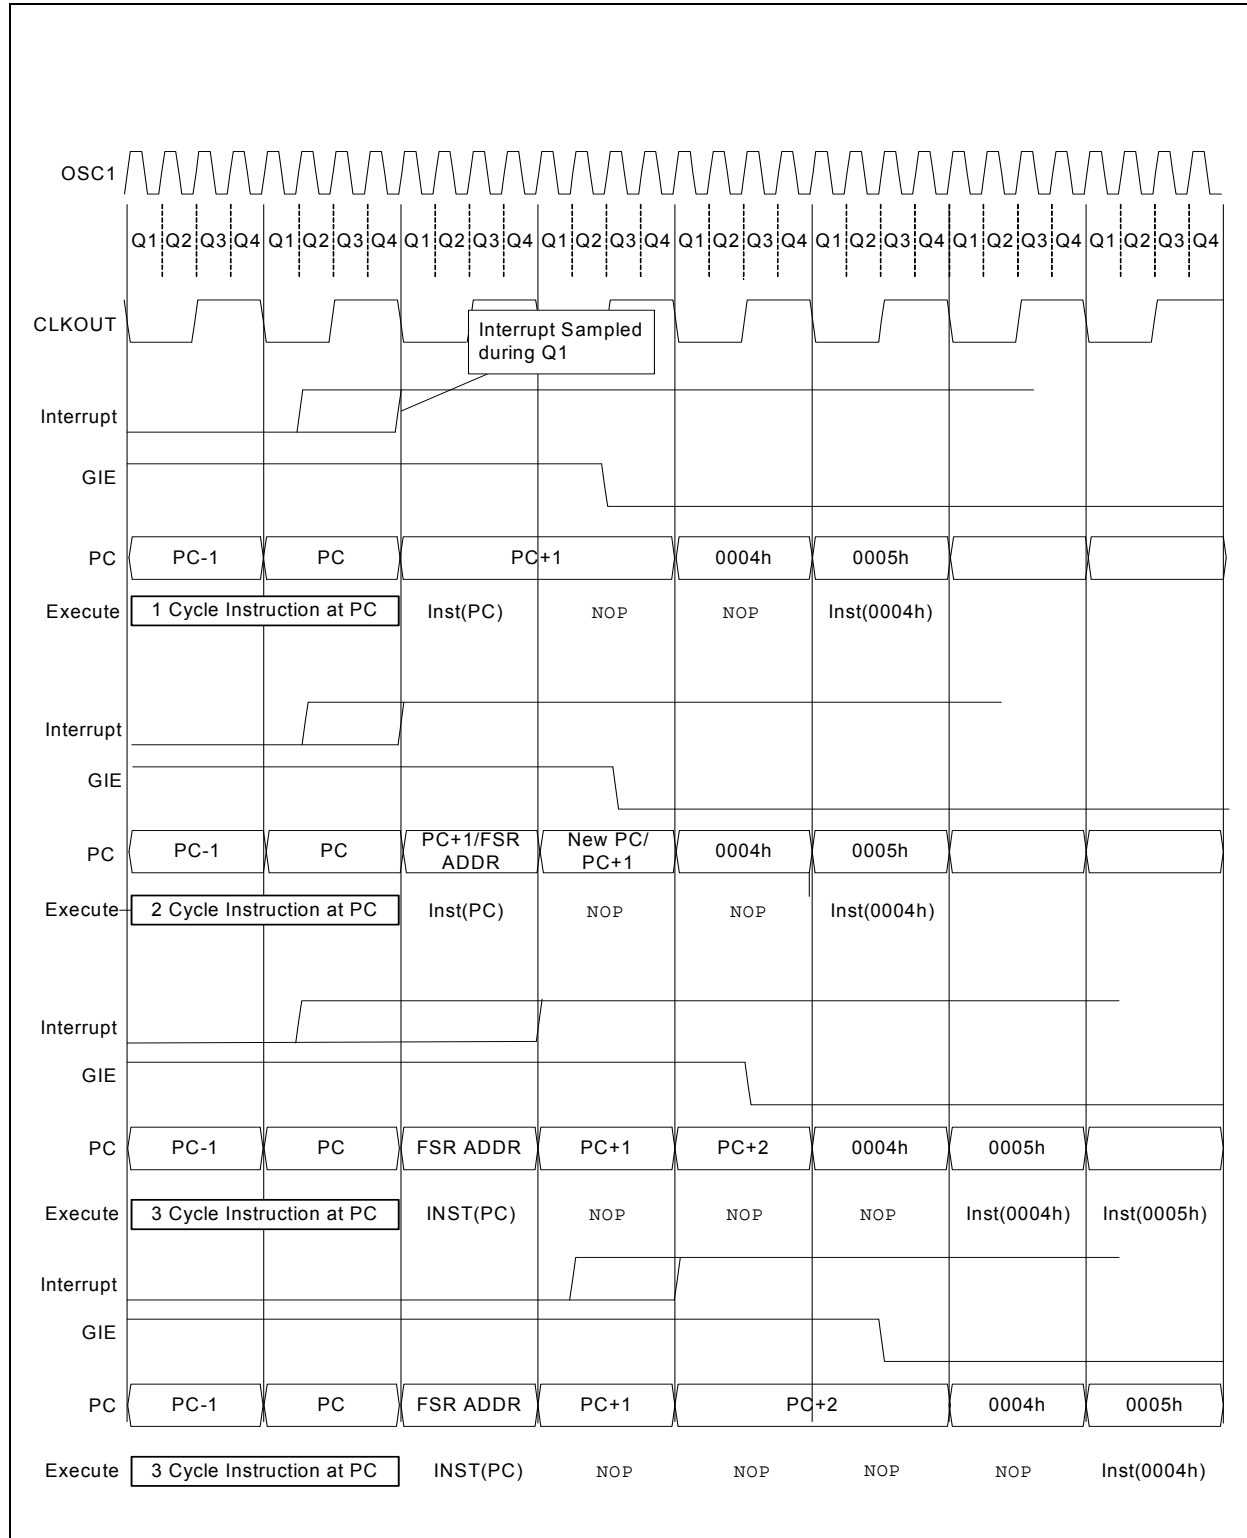 OSC1
Q1 Q2 Q3 Q4 Q1 Q2 Q3 Q4 Q1 Q2 Q3 Q4 Q1 Q2 Q3 Q4 Q1 Q2 Q3 Q4 Q1 Q2 Q3 Q4 Q1 Q2 Q3 Q4 Q1 Q2 Q3 Q4
CLKOUT
Interrupt Sampled
during Q1
Interrupt
GIE
PC PC-1 PC PC+1 0004h 0005h
Execute 1 Cycle Instruction at PC Inst(PC) NOP NOP Inst(0004h)
Interrupt
GIE
PC PC-1 PC PC+1/FSR ADDR New PC/ PC+1 0004h 0005h
Execute 2 Cycle Instruction at PC Inst(PC) NOP NOP Inst(0004h)
Interrupt
GIE
PC PC-1 PC FSR ADDR PC+1 PC+2 0004h 0005h
Execute 3 Cycle Instruction at PC INST(PC) NOP NOP NOP Inst(0004h) Inst(0005h)
Interrupt
GIE
PC PC-1 PC FSR ADDR PC+1 PC+2 0004h 0005h
Execute 3 Cycle Instruction at PC INST(PC) NOP NOP NOP NOP Inst(0004h)